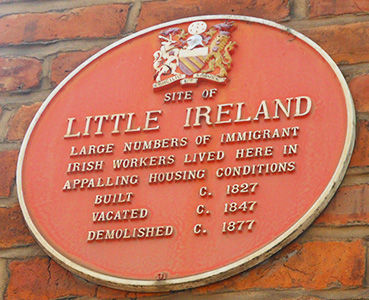 SITE OF
LITTLE IRELAND
LARGE NUMBERS OF IMMIGRANT
IRISH WORKERS LIVED HERE IN
APPALLING HOUSING CONDITIONS
BUILT C. 1827
VACATED C. 1847
DEMOLISHED C. 1877